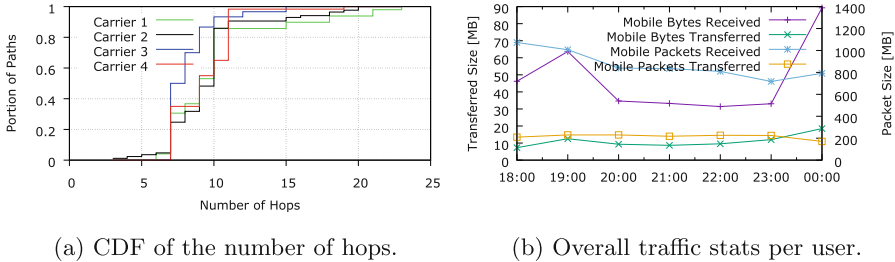 Portion of Paths
1
0.8
0.6
0.4
0.2
0
Carrier 1
Carrier 2
Carrier 3
Carrier 4
0 5 10 15 20 25
Number of Hops
(a) CDF of the number of hops.
Transferred Size [MB]
90
80
70
60
50
40
30
20
10
0
Mobile Bytes Received
Mobile Bytes Transferred
Mobile Packets Received
Mobile Packets Transferred
1400
1200
1000
800
600
400
200
0
Packet Size [MB]
18:00 19:00 20:00 21:00 22:00 23:00 00:00
(b) Overall traffic stats per user.